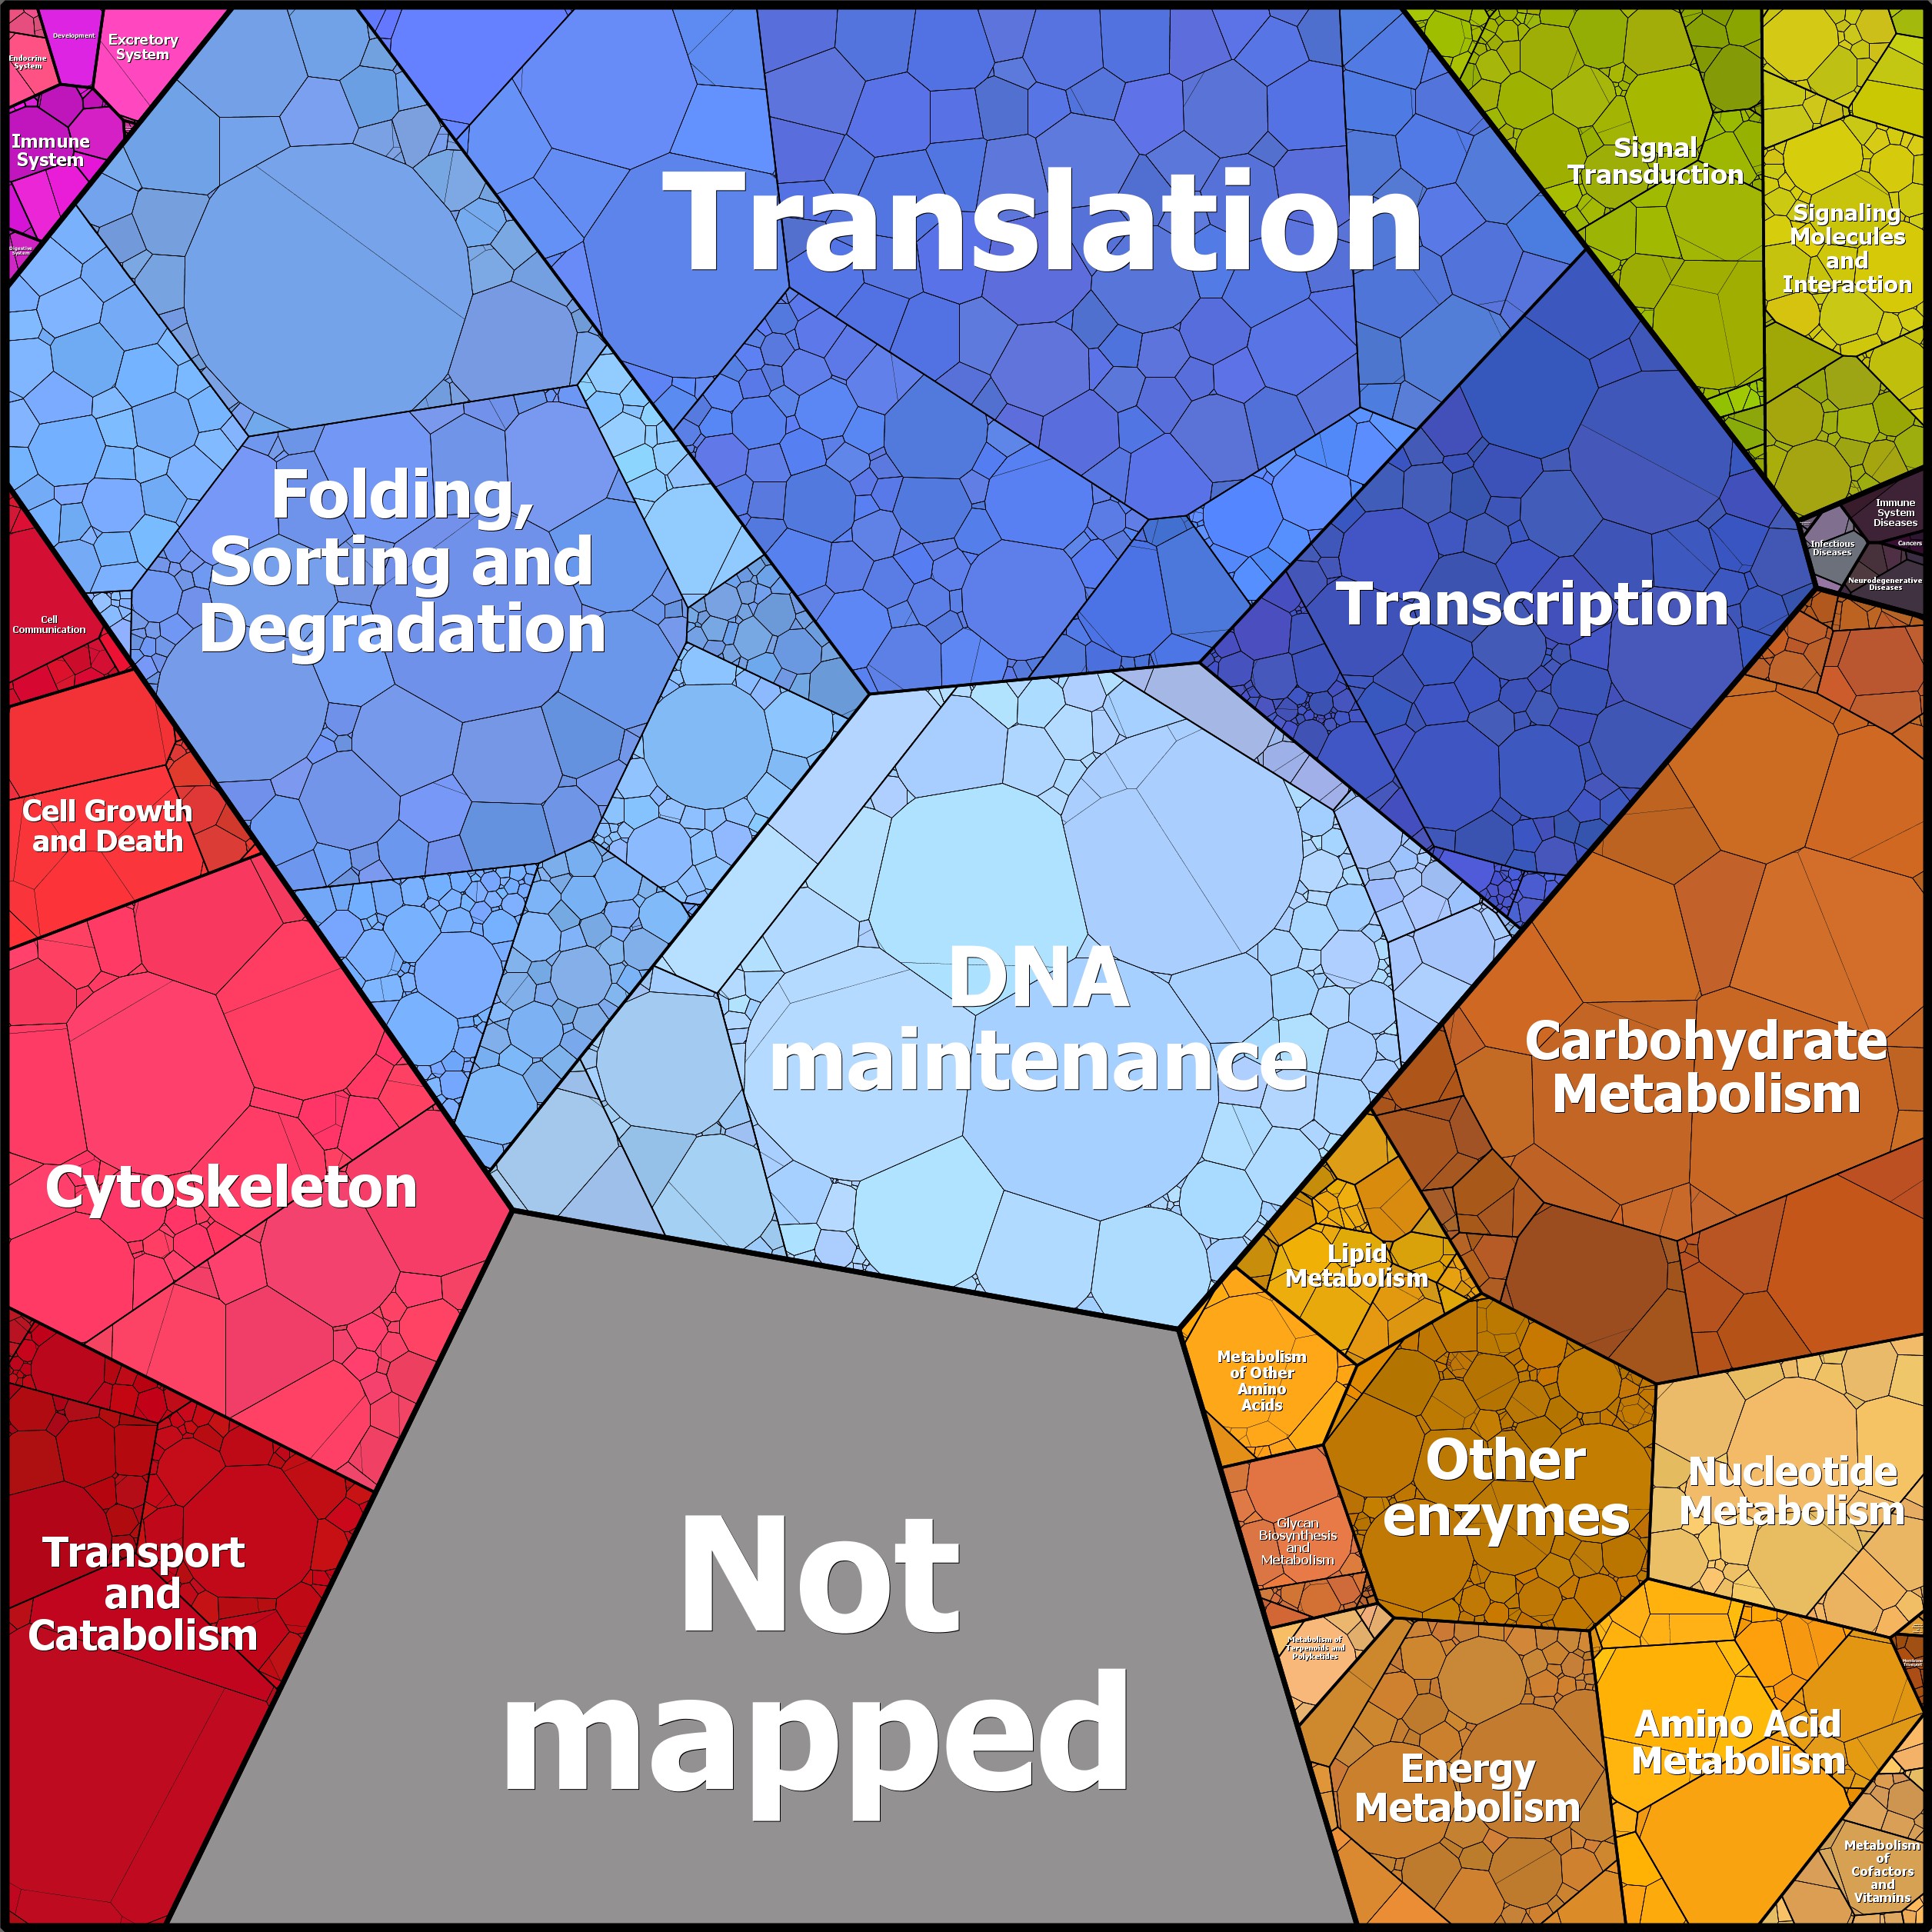 Development
Excretory
System
Endocrine
System
Immune
System
Digestive
System
Translation
Signal
Transduction
Signaling
Molecules
and
Interaction
Folding,
Sorting and
Degradation
Transcription
Immune
System
Diseases
Infectious
Diseases
Cancers
Neurodegenerative
Diseases
Cell
Communication
Cell Growth
and Death
DNA
maintenance
Carbohydrate
Metabolism
Cytoskeleton
Lipid
Metabolism
Metabolism
of Other
Amino
Acids
Other
enzymes
Nucleotide
Metabolism
Glycan
Biosynthesis
and
Metabolism
Transport
and
Catabolism
Not
mapped
Metabolism of
Terpenoids and
Polyketides
Membrane
Transport
Energy
Metabolism
Amino Acid
Metabolism
Metabolism
of
Cofactors
and
Vitamins